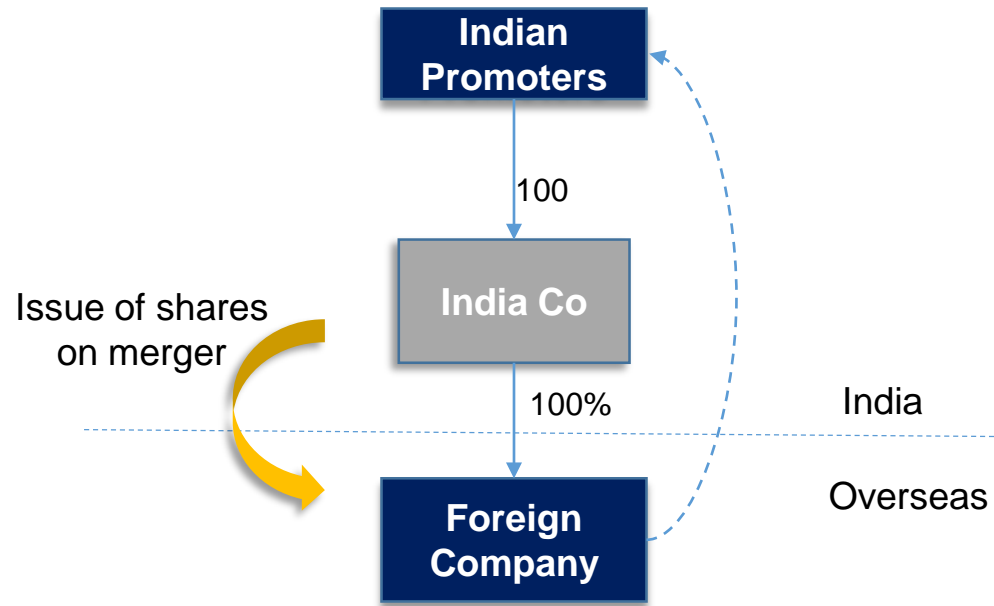 Indian
Promoters
100
India Co
Issue of shares
on merger
100%
India
Overseas
Foreign
Company